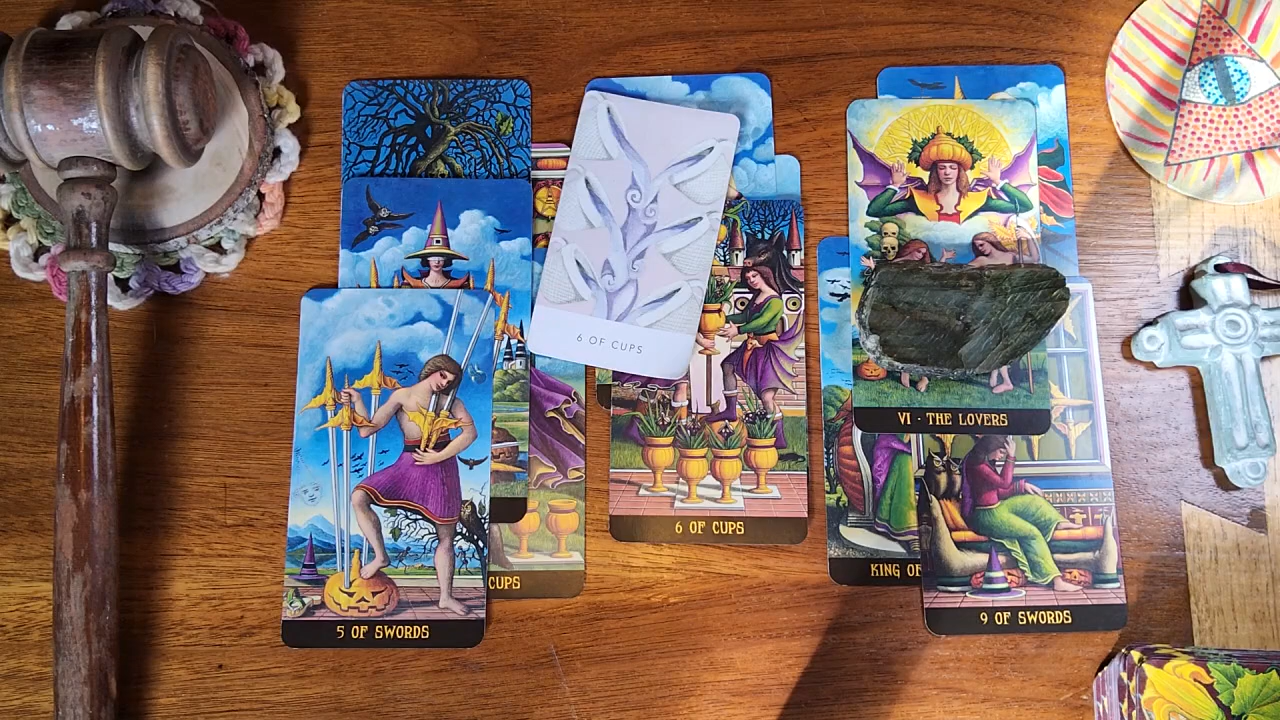 6 OF CUPS
VI · THE LOVERS
6 OF CUPS
KING OF
CUPS
9 OF SWORDS
5 OF SWORDS